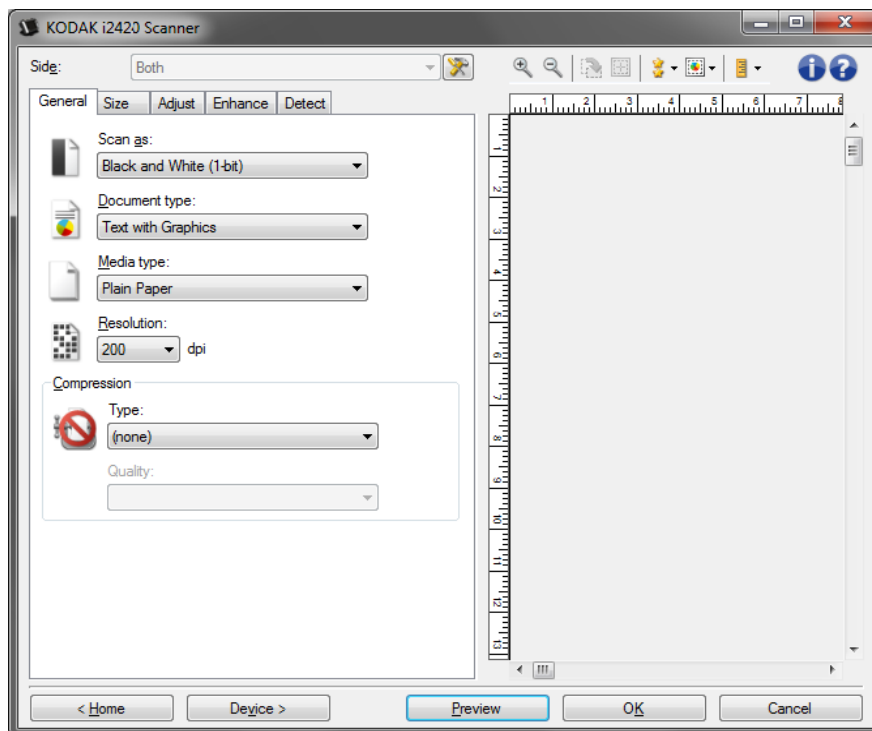 KODAK i2420 Scanner
Side: Both
General Size Adjust Enhance Detect
Scan as:
Black and White (1-bit)
Document type:
Text with Graphics
Media type:
Plain Paper
Resolution:
200 dpi
Compression
Type:
(none)
Quality:
1 2 3 4 5 6 7 8
1
2
3
4
5
6
7
8
9
10
11
12
13
< Home Device > Preview OK Cancel